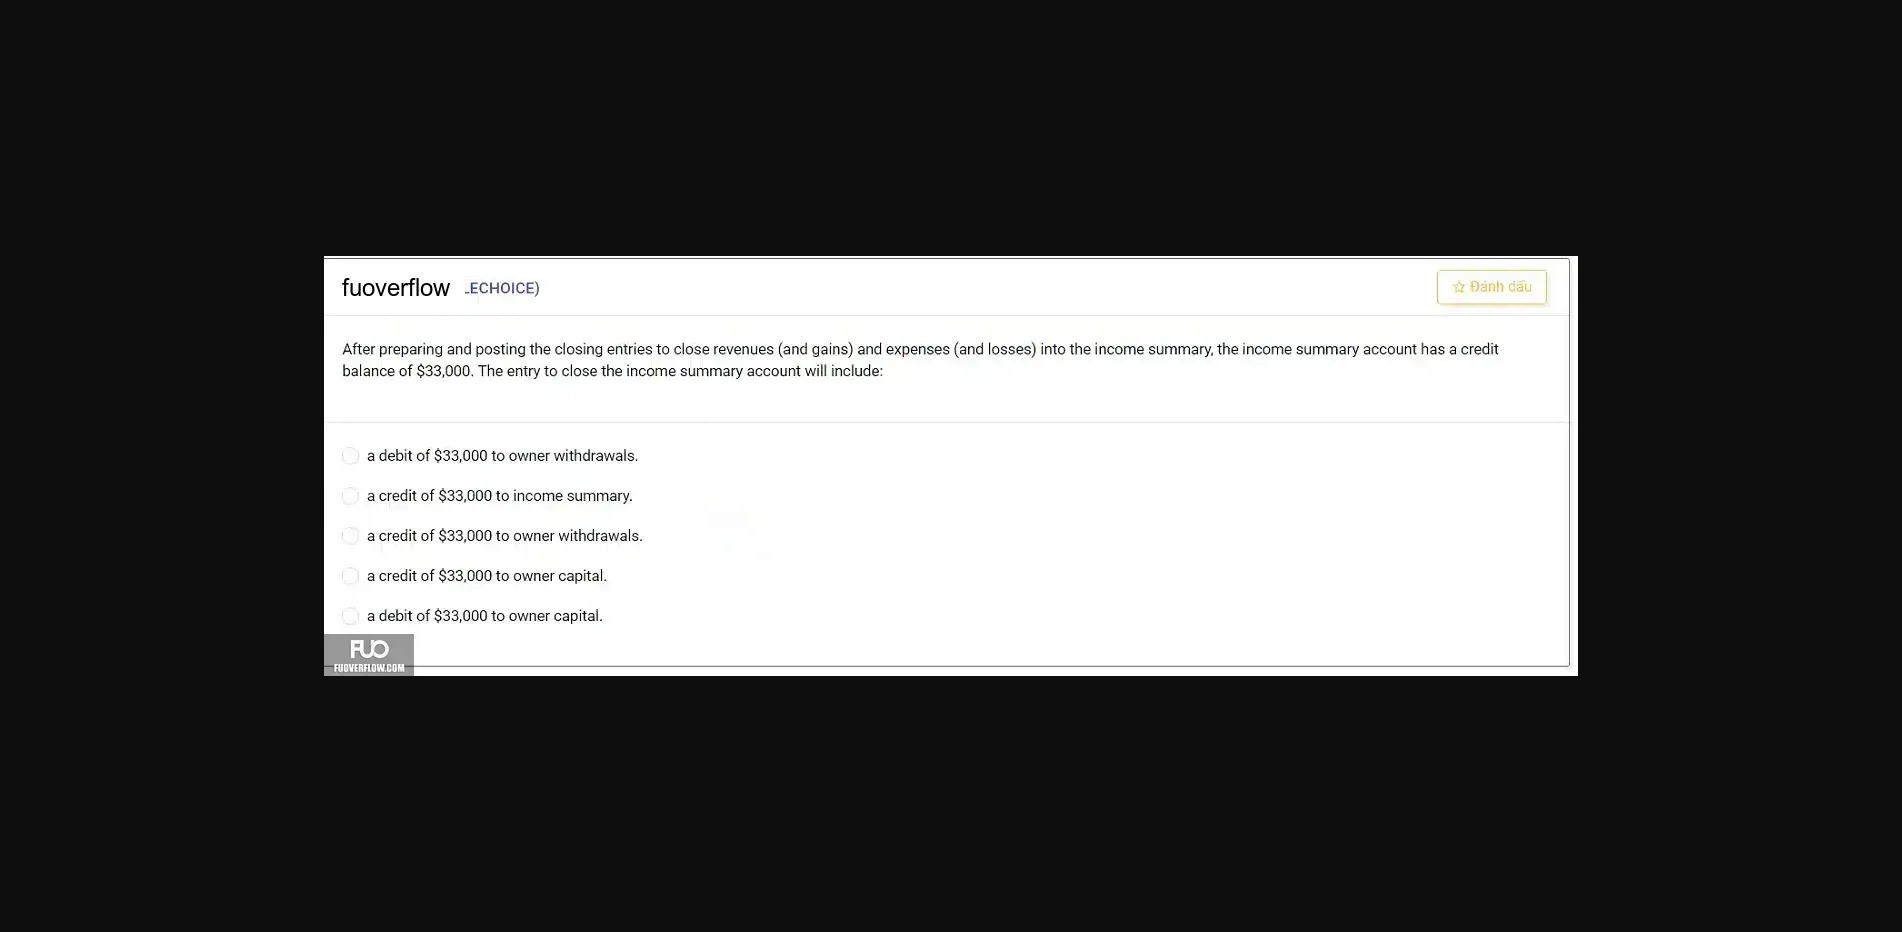 fuoverflow _ECHOICE)
☆ Đánh dấu
After preparing and posting the closing entries to close revenues (and gains) and expenses (and losses) into the income summary, the income summary account has a credit
balance of $33,000. The entry to close the income summary account will include:
a debit of $33,000 to owner withdrawals.
a credit of $33,000 to income summary.
a credit of $33,000 to owner withdrawals.
a credit of $33,000 to owner capital.
a debit of $33,000 to owner capital.
FUO
FUOVERFLOW.COM